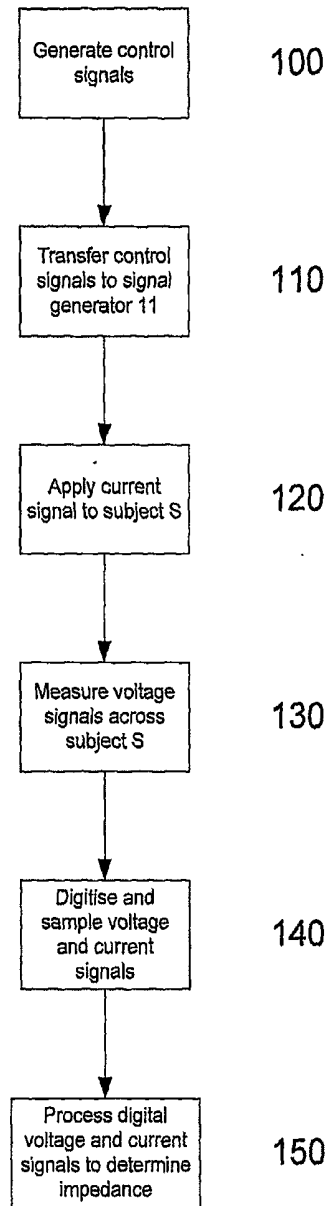 Generate control
signals
100
Transfer control
signals to signal
generator 11
110
Apply current
signal to subject S
120
Measure voltage
signals across
subject S
130
Digitise and
sample voltage
and current
signals
140
Process digital
voltage and current
signals to determine
impedance
150